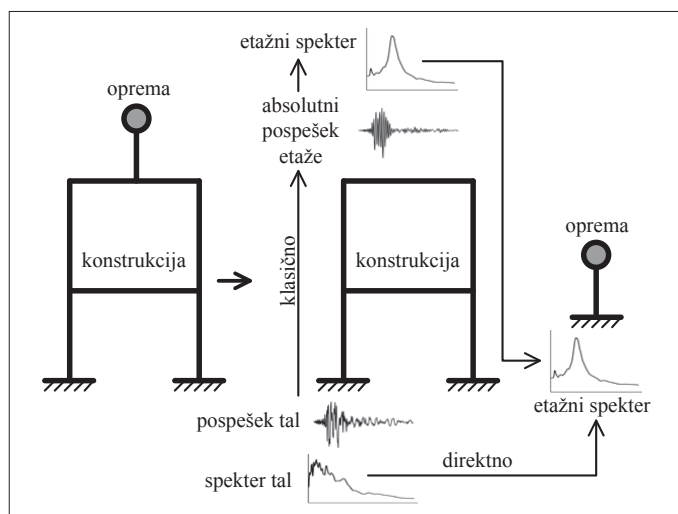 etažni spekter
oprema
absolutni
pospešek
etaže
oprema
konstrukcija
klasično
konstrukcija
etažni spekter
pospešek tal
direktno
spekter tal